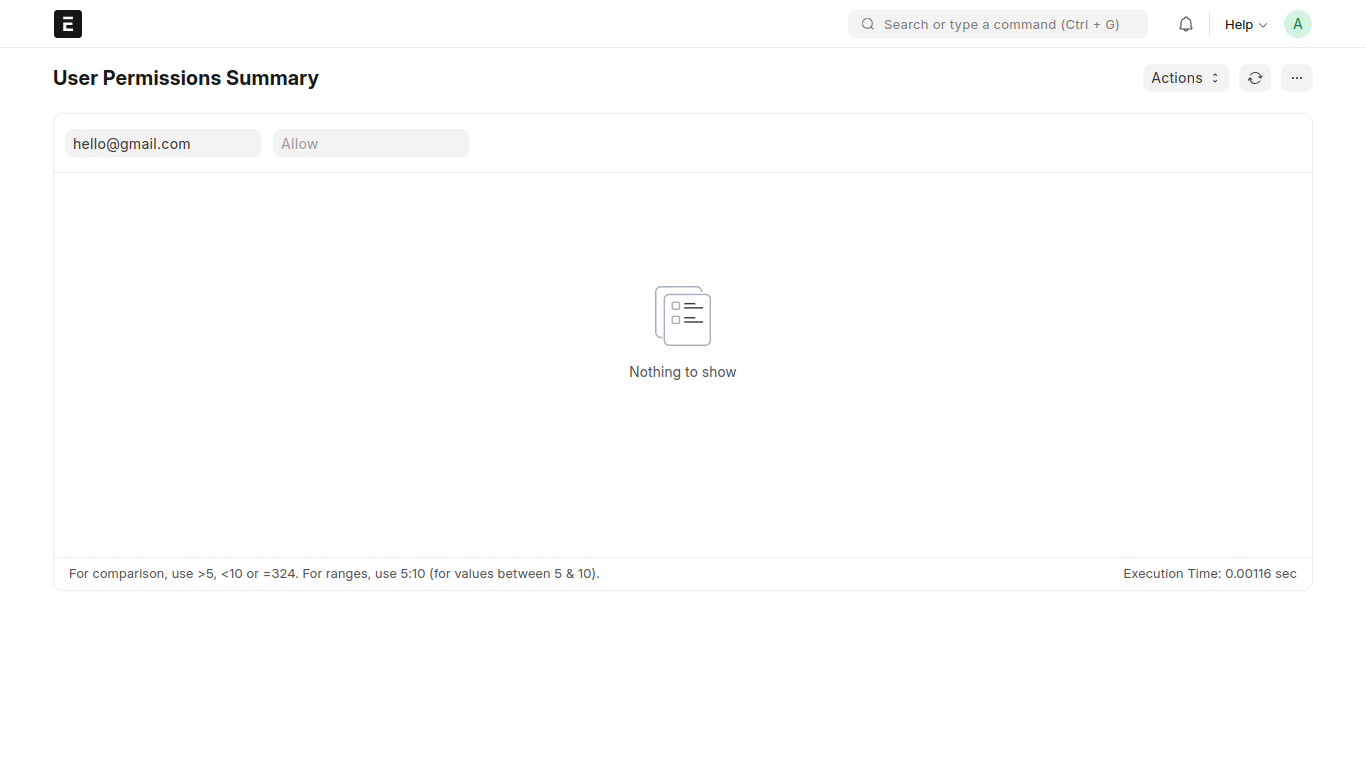 E
Search or type a command (Ctrl + G)
Help
A
User Permissions Summary
Actions
hello@gmail.com
Allow
Nothing to show
For comparison, use >5, <10 or =324. For ranges, use 5:10 (for values between 5 & 10).
Execution Time: 0.00116 sec